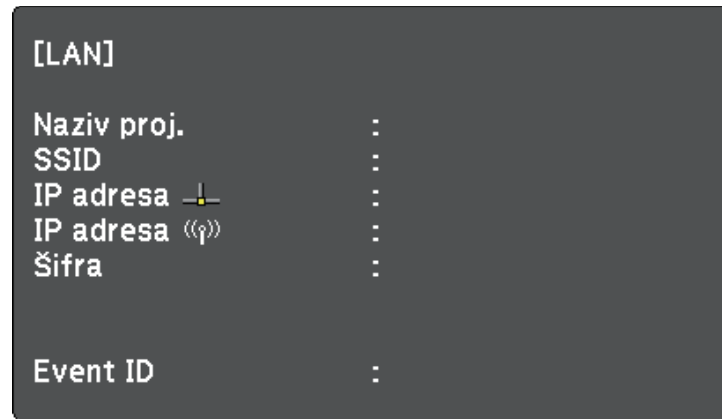 [LAN]
Naziv proj. :
SSID :
IP adresa :
IP adresa :
Šifra :
Event ID :